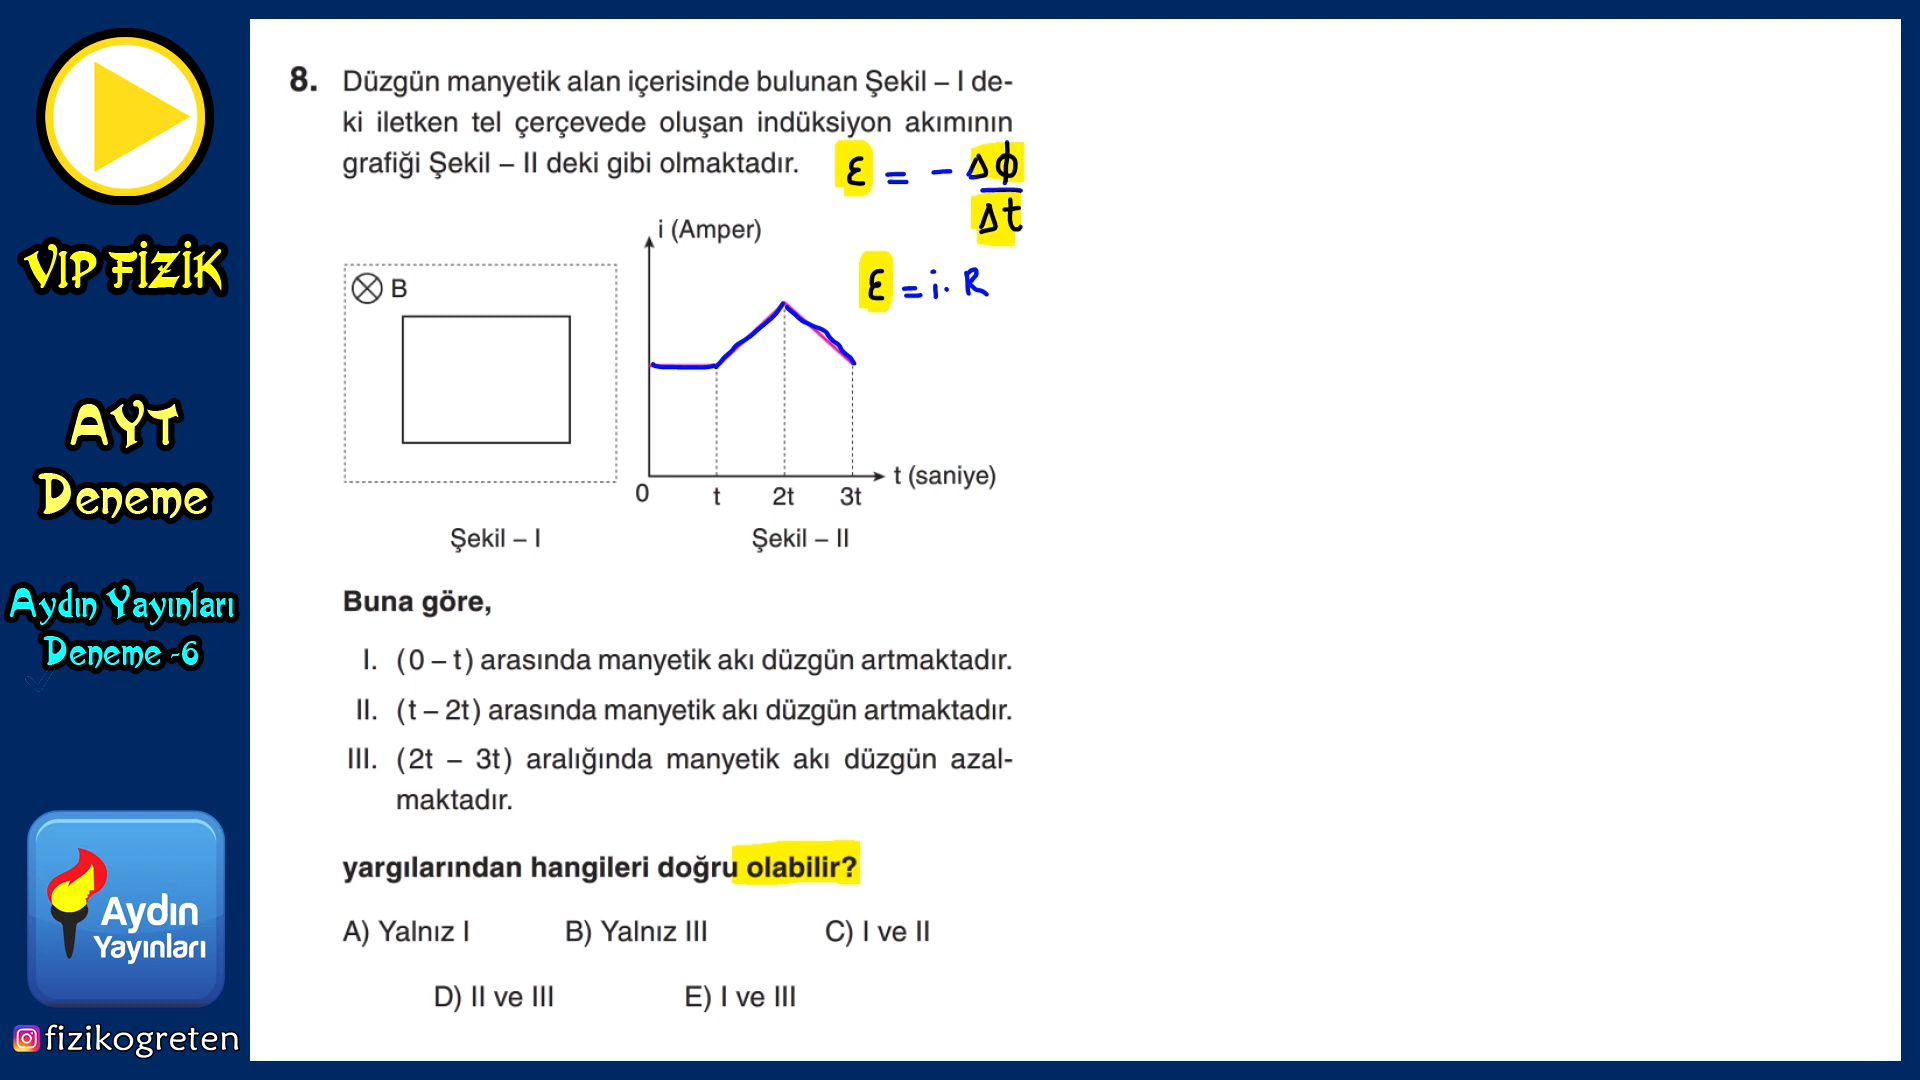 VIP FİZİK
AYT
Deneme
Aydın Yayınları
Deneme -6
Aydın
Yayınları
fizikogreten
8. Düzgün manyetik alan içerisinde bulunan Şekil – I de-
ki iletken tel çerçevede oluşan indüksiyon akımının
grafiği Şekil – II deki gibi olmaktadır.
ε = - Δϕ / Δt
ε = i · R
B
i (Amper)
t (saniye)
0 t 2t 3t
Şekil – I
Şekil – II
Buna göre,
I. (0 – t) arasında manyetik akı düzgün artmaktadır.
II. (t – 2t) arasında manyetik akı düzgün artmaktadır.
III. (2t – 3t) aralığında manyetik akı düzgün azal-
maktadır.
yargılarından hangileri doğru olabilir?
A) Yalnız I B) Yalnız III C) I ve II
D) II ve III E) I ve III